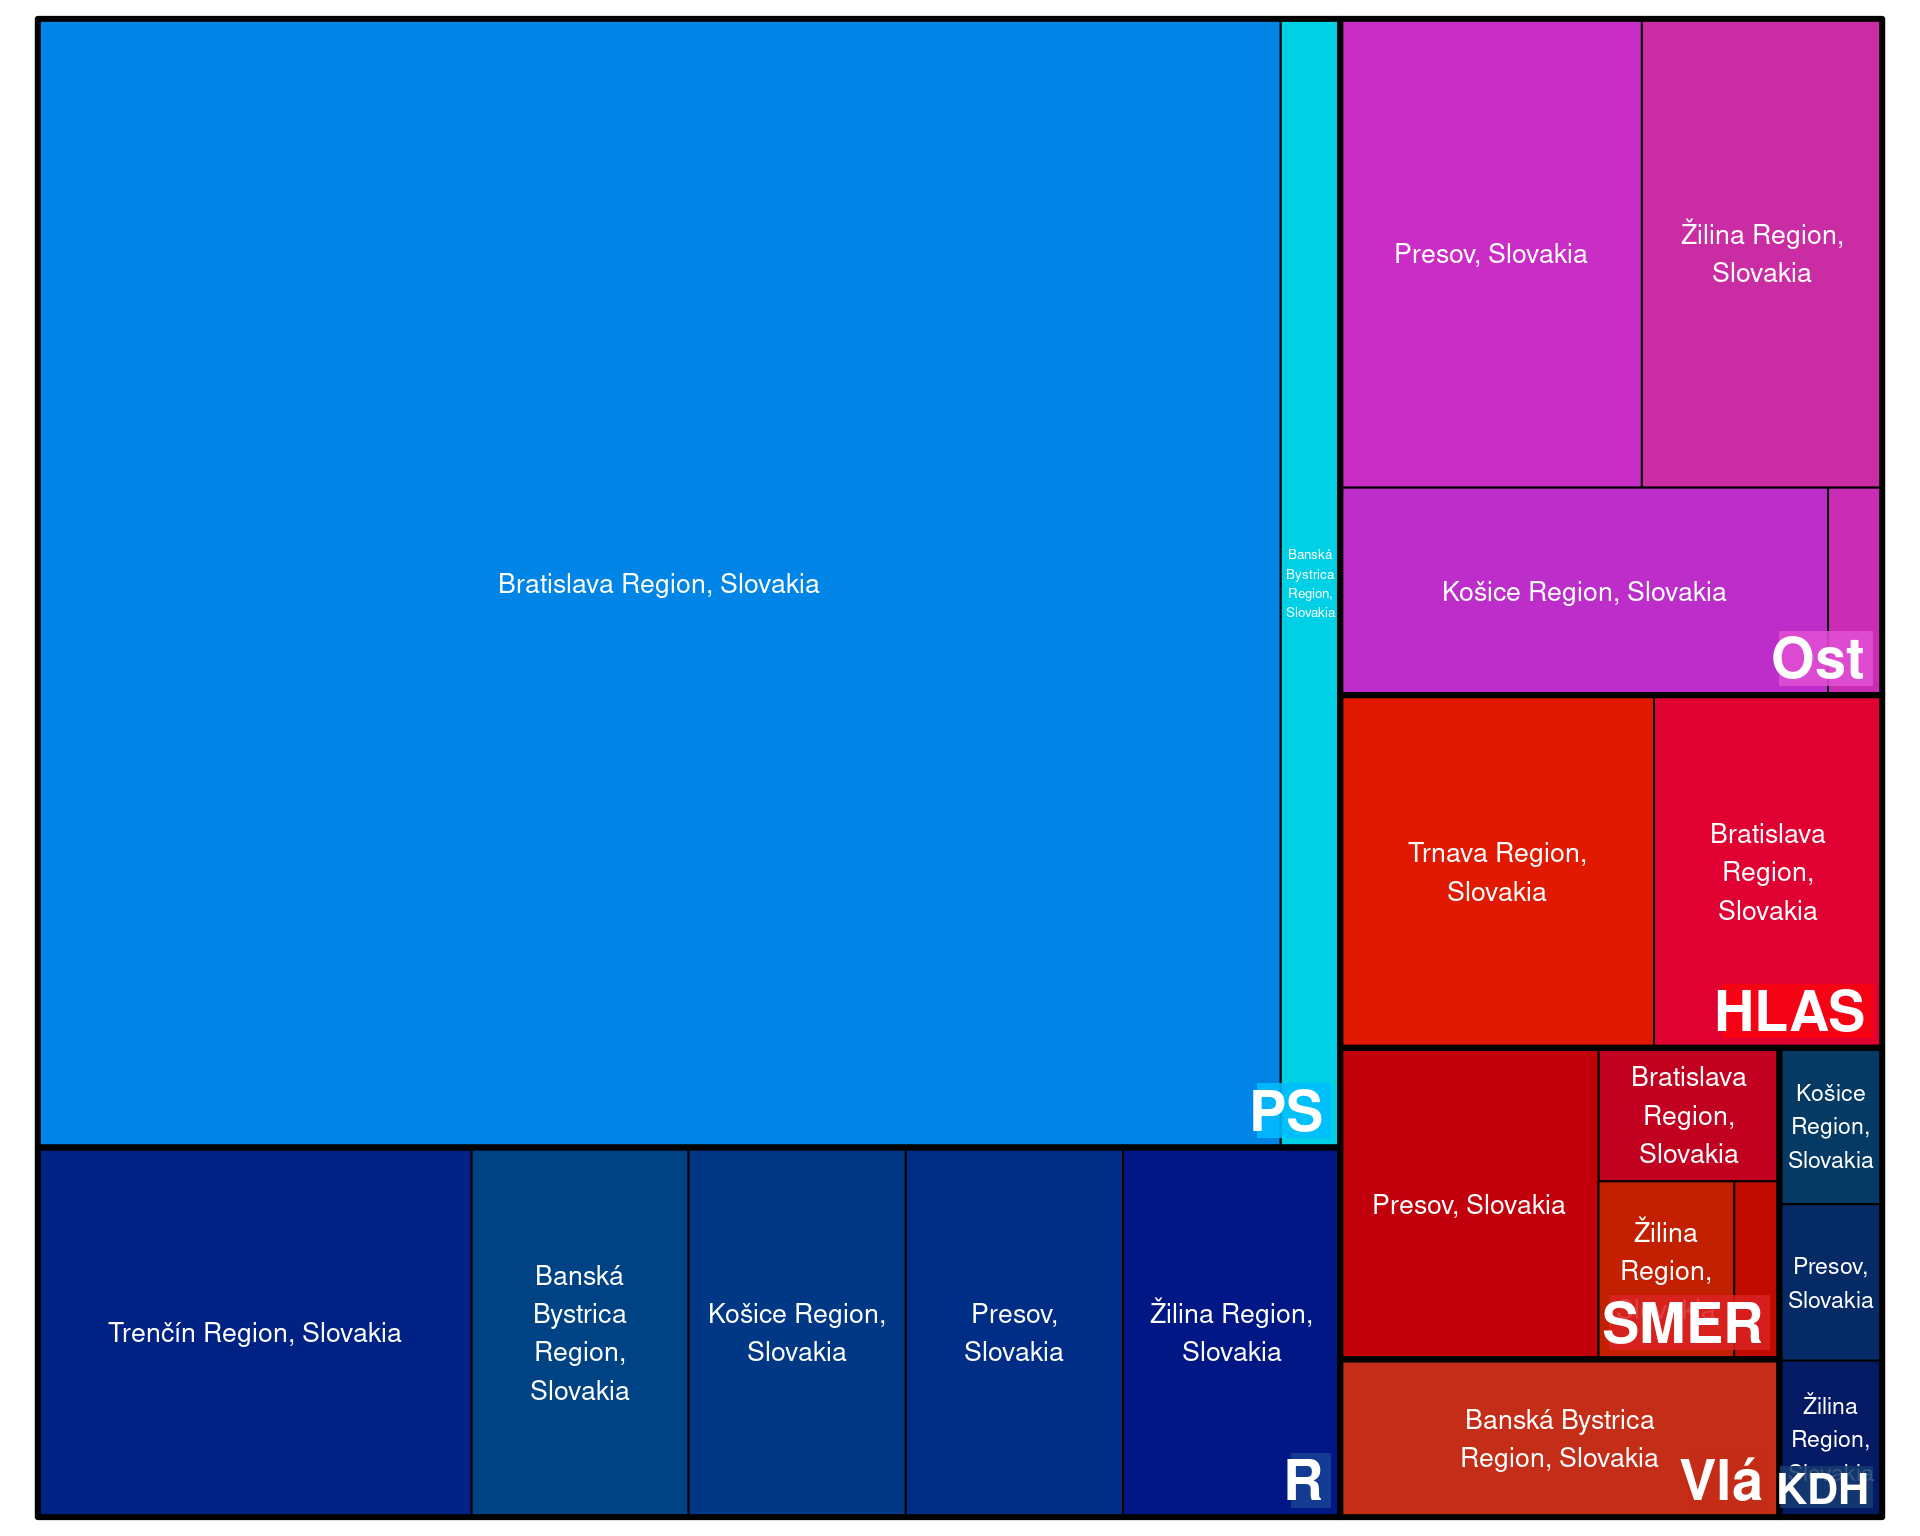 Bratislava Region, Slovakia
Banská
Bystrica
Region,
Slovakia
PS
Trenčín Region, Slovakia
Banská
Bystrica
Region,
Slovakia
Košice Region,
Slovakia
Presov,
Slovakia
Žilina Region,
Slovakia
R
Presov, Slovakia
Žilina Region,
Slovakia
Košice Region, Slovakia
Ost
Trnava Region,
Slovakia
Bratislava
Region,
Slovakia
HLAS
Presov, Slovakia
Bratislava
Region,
Slovakia
Žilina
Region,
SMER
Banská Bystrica
Region, Slovakia
Vlá
Košice
Region,
Slovakia
Presov,
Slovakia
Žilina
Region,
Slovakia
KDH